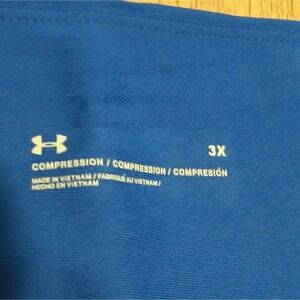 3X
COMPRESSION / COMPRESSION / COMPRESIÓN
MADE IN VIETNAM / FABRIQUÉ AU VIETNAM /
HECHO EN VIETNAM